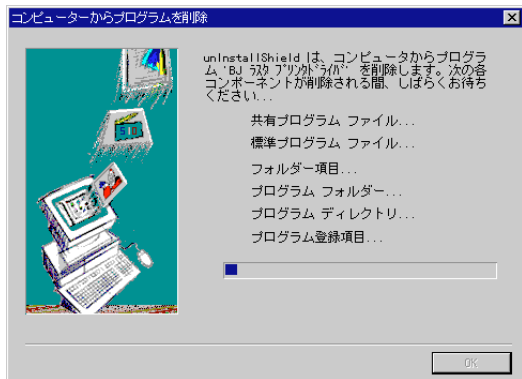 コンピューターからプログラムを削除
unInstallShield は、コンピュータからプログラ
ム 'BJ ﾗｽﾀ ﾌﾟﾘﾝﾀﾄﾞﾗｲﾊﾞ' を削除します。次の各
コンポーネントが削除される間、しばらくお待ち
ください...
共有プログラム ファイル...
標準プログラム ファイル...
フォルダー項目...
プログラム フォルダー...
プログラム ディレクトリ...
プログラム登録項目...
OK